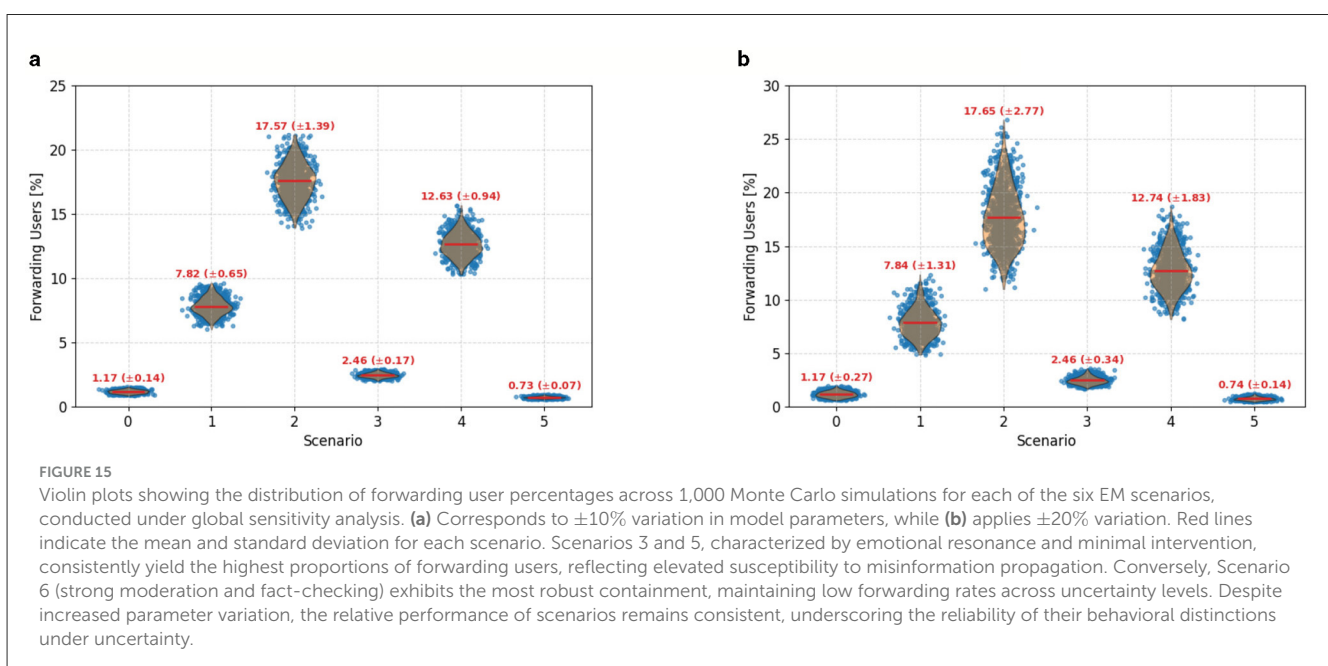 a
25
20
15
10
5
0
Forwarding Users [%]
17.57 (±1.39)
12.63 (±0.94)
7.82 (±0.65)
2.46 (±0.17)
1.17 (±0.14)
0.73 (±0.07)
0 1 2 3 4 5
Scenario
b
30
25
20
15
10
5
0
Forwarding Users [%]
17.65 (±2.77)
12.74 (±1.83)
7.84 (±1.31)
2.46 (±0.34)
1.17 (±0.27)
0.74 (±0.14)
0 1 2 3 4 5
Scenario
FIGURE 15
Violin plots showing the distribution of forwarding user percentages across 1,000 Monte Carlo simulations for each of the six EM scenarios,
conducted under global sensitivity analysis. (a) Corresponds to ±10% variation in model parameters, while (b) applies ±20% variation. Red lines
indicate the mean and standard deviation for each scenario. Scenarios 3 and 5, characterized by emotional resonance and minimal intervention,
consistently yield the highest proportions of forwarding users, reflecting elevated susceptibility to misinformation propagation. Conversely, Scenario
6 (strong moderation and fact-checking) exhibits the most robust containment, maintaining low forwarding rates across uncertainty levels. Despite
increased parameter variation, the relative performance of scenarios remains consistent, underscoring the reliability of their behavioral distinctions
under uncertainty.